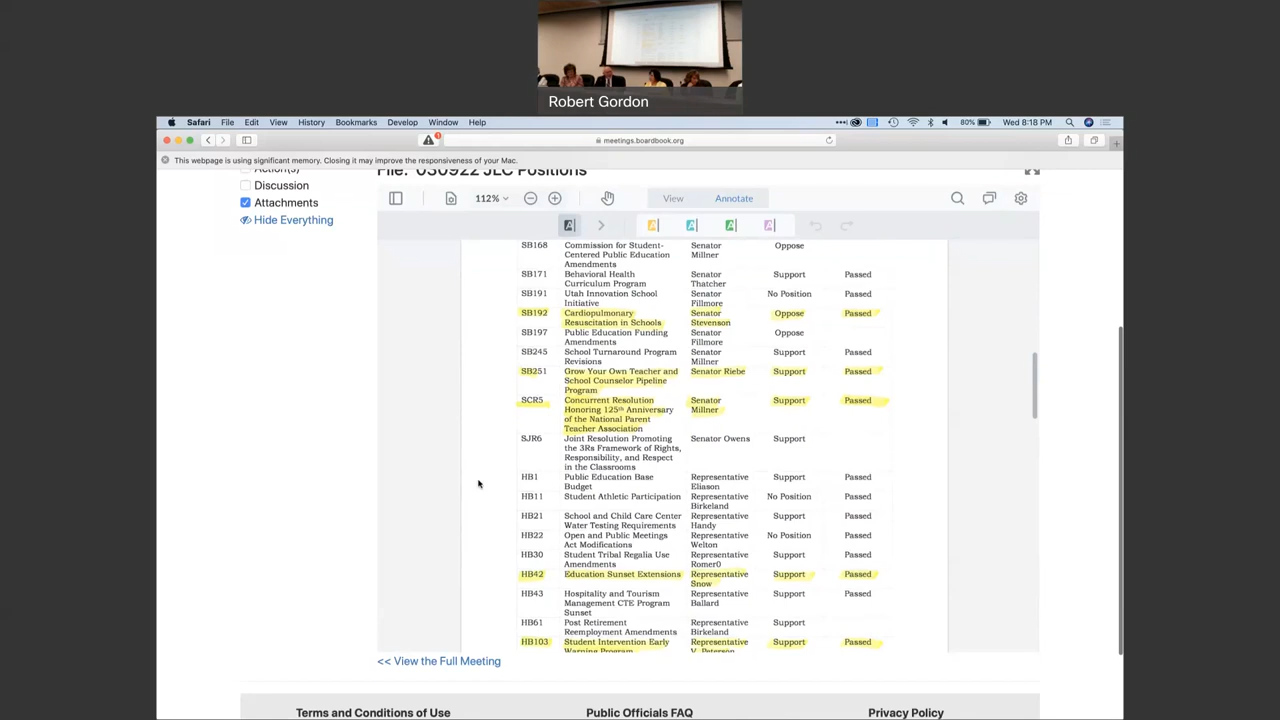 Robert Gordon
Safari File Edit View History Bookmarks Develop Window Help 80% Wed 8:18 PM
meetings.boardbook.org
This webpage is using significant memory. Closing it may improve the responsiveness of your Mac.
Action(s)
File: 030922 JLC Positions
Discussion
Attachments
Hide Everything
112% View Annotate
SB168 Commission for Student- Senator Oppose
Centered Public Education Millner
Amendments
SB171 Behavioral Health Senator Support Passed
Curriculum Program Thatcher
SB191 Utah Innovation School Senator No Position Passed
Initiative Fillmore
SB192 Cardiopulmonary Senator Oppose Passed
Resuscitation in Schools Stevenson
SB197 Public Education Funding Senator Oppose
Amendments Fillmore
SB245 School Turnaround Program Senator Support Passed
Revisions Millner
SB251 Grow Your Own Teacher and Senator Riebe Support Passed
School Counselor Pipeline
Program
SCR5 Concurrent Resolution Senator Support Passed
Honoring 125th Anniversary Millner
of the National Parent
Teacher Association
SJR6 Joint Resolution Promoting Senator Owens Support
the 3Rs Framework of Rights,
Responsibility, and Respect
in the Classrooms
HB1 Public Education Base Representative Support Passed
Budget Eliason
HB11 Student Athletic Participation Representative No Position Passed
Birkeland
HB21 School and Child Care Center Representative Support Passed
Water Testing Requirements Handy
HB22 Open and Public Meetings Representative No Position Passed
Act Modifications Welton
HB30 Student Tribal Regalia Use Representative Support Passed
Amendments Romer0
HB42 Education Sunset Extensions Representative Support Passed
Snow
HB43 Hospitality and Tourism Representative Support Passed
Management CTE Program Ballard
Sunset
HB61 Post Retirement Representative Support
Reemployment Amendments Birkeland
HB103 Student Intervention Early Representative Support Passed
Warning Program V. Peterson
<< View the Full Meeting
Terms and Conditions of Use Public Officials FAQ Privacy Policy